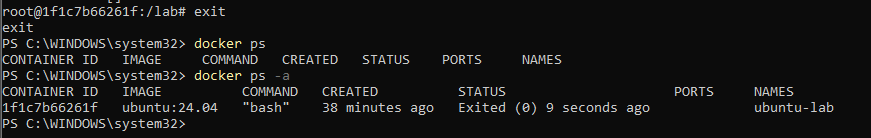 root@1f1c7b66261f:/lab# exit
exit
PS C:\WINDOWS\system32> docker ps
CONTAINER ID   IMAGE     COMMAND   CREATED   STATUS    PORTS     NAMES
PS C:\WINDOWS\system32> docker ps -a
CONTAINER ID   IMAGE          COMMAND   CREATED          STATUS                     PORTS     NAMES
1f1c7b66261f   ubuntu:24.04   "bash"    38 minutes ago   Exited (0) 9 seconds ago             ubuntu-lab
PS C:\WINDOWS\system32>